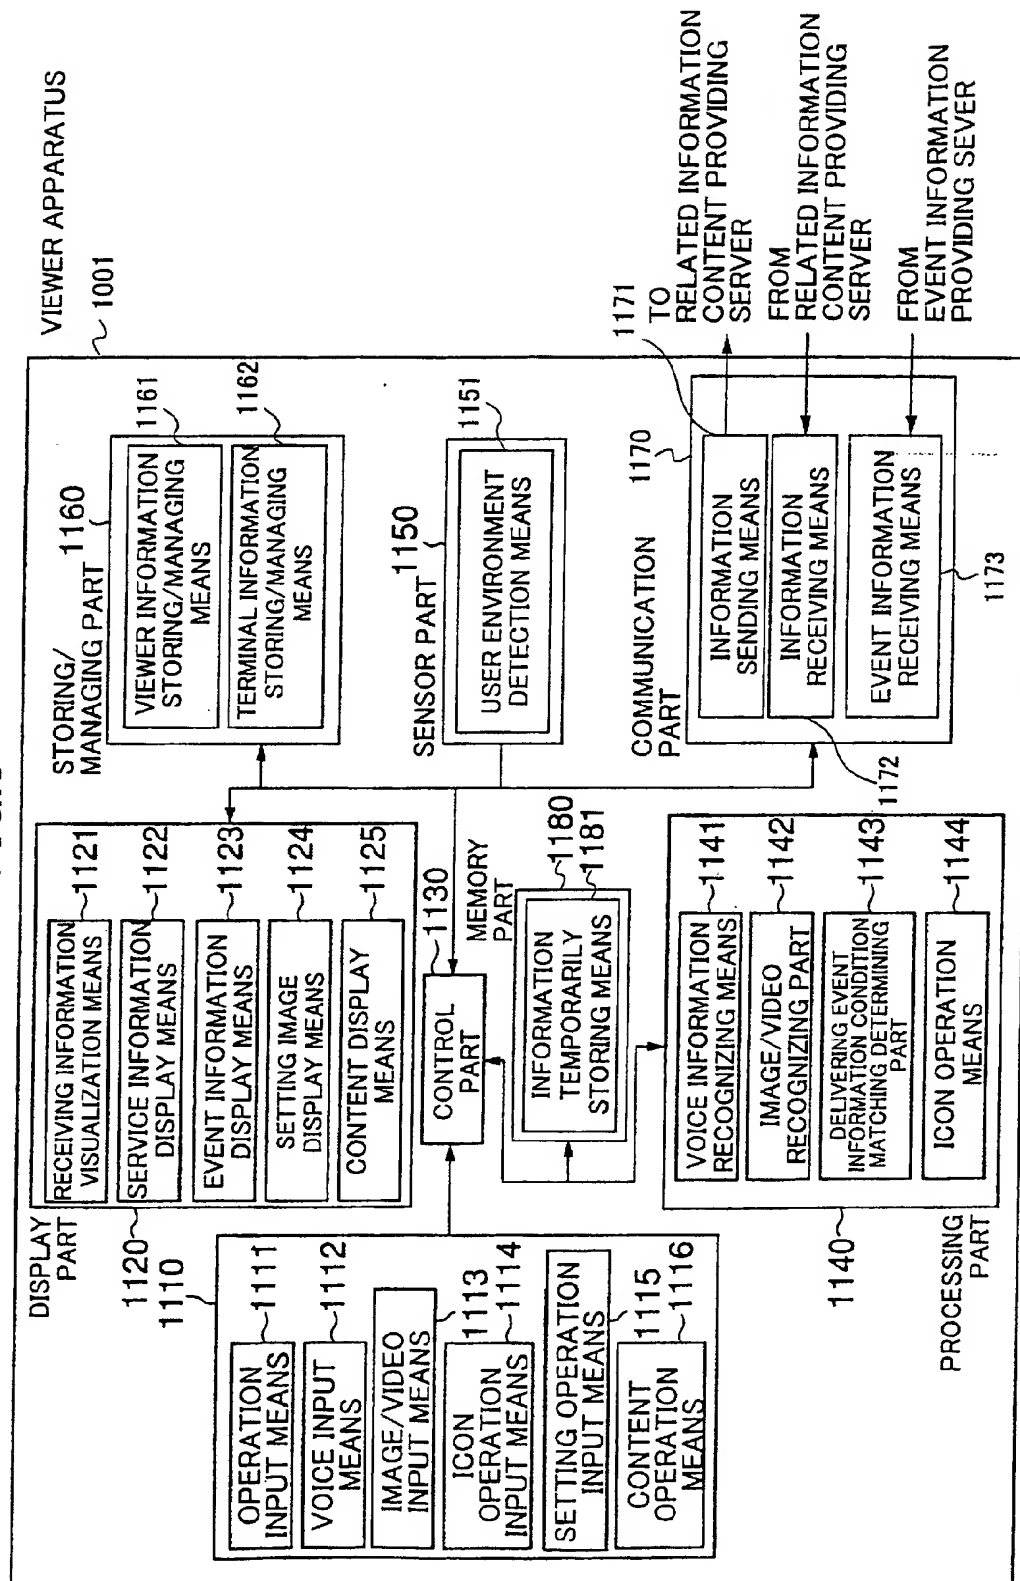 VIEWER APPARATUS
1001
DISPLAY
PART
1120
RECEIVING INFORMATION
VISUALIZATION MEANS
1121
SERVICE INFORMATION
DISPLAY MEANS
1122
EVENT INFORMATION
DISPLAY MEANS
1123
SETTING IMAGE
DISPLAY MEANS
1124
CONTENT DISPLAY
MEANS
1125
STORING/
MANAGING PART
1160
VIEWER INFORMATION
STORING/MANAGING
MEANS
1161
TERMINAL INFORMATION
STORING/MANAGING
MEANS
1162
1110
OPERATION
INPUT MEANS
1111
VOICE INPUT
MEANS
1112
IMAGE/VIDEO
INPUT MEANS
1113
ICON
OPERATION
INPUT MEANS
1114
SETTING OPERATION
INPUT MEANS
1115
CONTENT
OPERATION
MEANS
1116
CONTROL
PART
1130
MEMORY
PART
1180
INFORMATION
TEMPORARILY
STORING MEANS
1181
SENSOR PART
1150
USER ENVIRONMENT
DETECTION MEANS
1151
PROCESSING
PART
1140
VOICE INFORMATION
RECOGNIZING MEANS
1141
IMAGE/VIDEO
RECOGNIZING PART
1142
DELIVERING EVENT
INFORMATION CONDITION
MATCHING DETERMINING
PART
1143
ICON OPERATION
MEANS
1144
COMMUNICATION
PART
1170
INFORMATION
SENDING MEANS
1171
INFORMATION
RECEIVING MEANS
1172
EVENT INFORMATION
RECEIVING MEANS
1173
TO
RELATED INFORMATION
CONTENT PROVIDING
SERVER
FROM
RELATED INFORMATION
CONTENT PROVIDING
SERVER
FROM
EVENT INFORMATION
PROVIDING SEVER